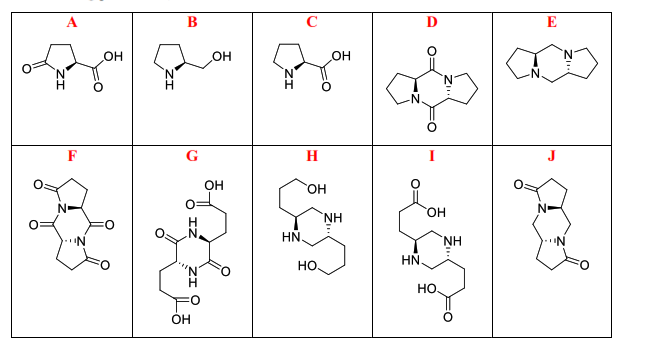 A B C D E
O N H OH O
N H OH
N H OH O
O N N O
N N
F G H I J
O N O O N O
OH O H N O O N H O OH
OH NH HN HO
O OH NH HN HO O
O N N O